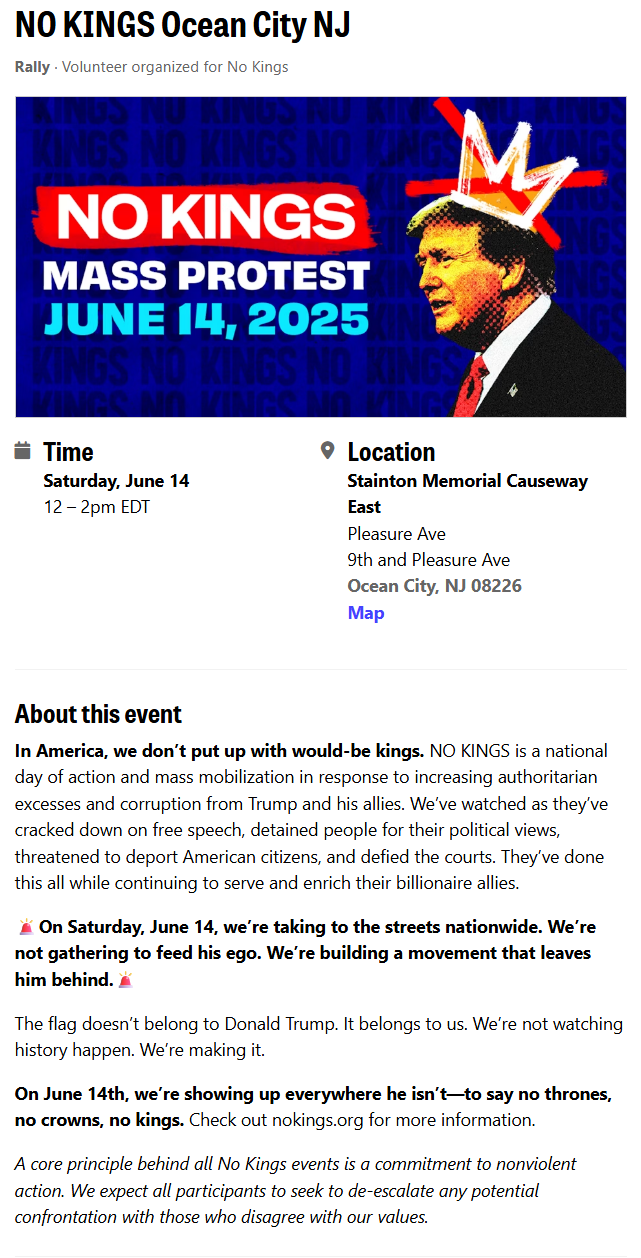 NO KINGS Ocean City NJ
Rally · Volunteer organized for No Kings
NO KINGS
MASS PROTEST
JUNE 14, 2025
Time
Saturday, June 14
12 – 2pm EDT
Location
Stainton Memorial Causeway
East
Pleasure Ave
9th and Pleasure Ave
Ocean City, NJ 08226
Map
About this event
In America, we don’t put up with would-be kings. NO KINGS is a national
day of action and mass mobilization in response to increasing authoritarian
excesses and corruption from Trump and his allies. We’ve watched as they’ve
cracked down on free speech, detained people for their political views,
threatened to deport American citizens, and defied the courts. They’ve done
this all while continuing to serve and enrich their billionaire allies.
🚨 On Saturday, June 14, we’re taking to the streets nationwide. We’re
not gathering to feed his ego. We’re building a movement that leaves
him behind. 🚨
The flag doesn’t belong to Donald Trump. It belongs to us. We’re not watching
history happen. We’re making it.
On June 14th, we’re showing up everywhere he isn’t—to say no thrones,
no crowns, no kings. Check out nokings.org for more information.
A core principle behind all No Kings events is a commitment to nonviolent
action. We expect all participants to seek to de-escalate any potential
confrontation with those who disagree with our values.